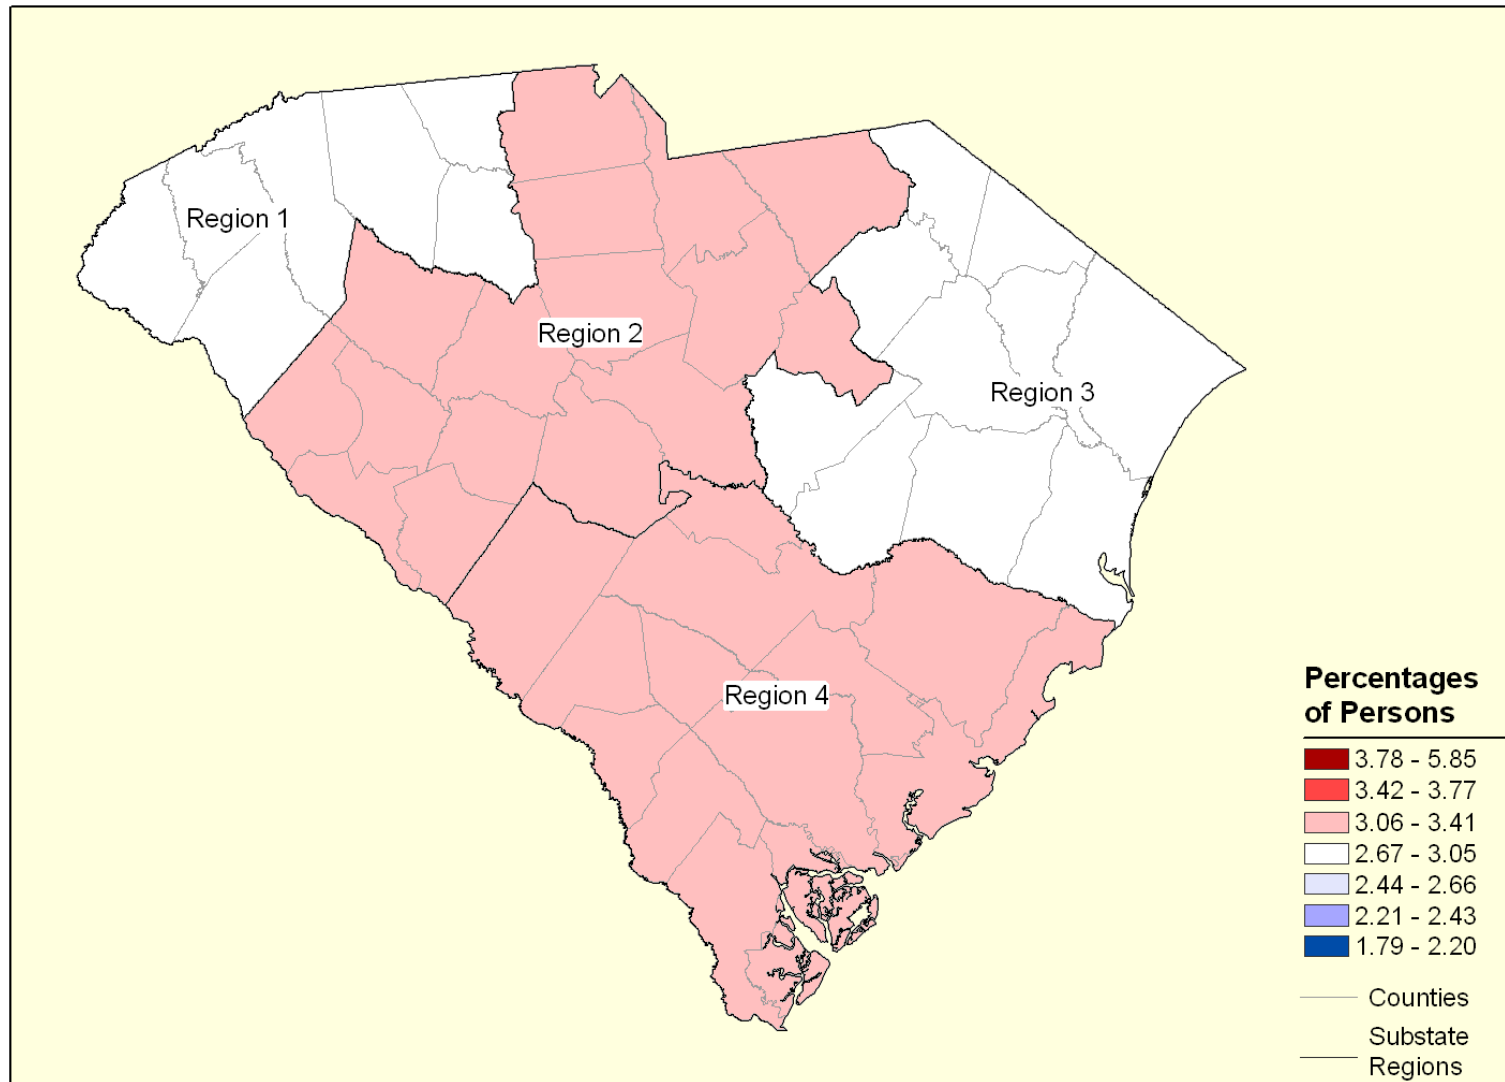 Region 1
Region 2
Region 3
Region 4
Percentages
of Persons
3.78 - 5.85
3.42 - 3.77
3.06 - 3.41
2.67 - 3.05
2.44 - 2.66
2.21 - 2.43
1.79 - 2.20
Counties
Substate
Regions